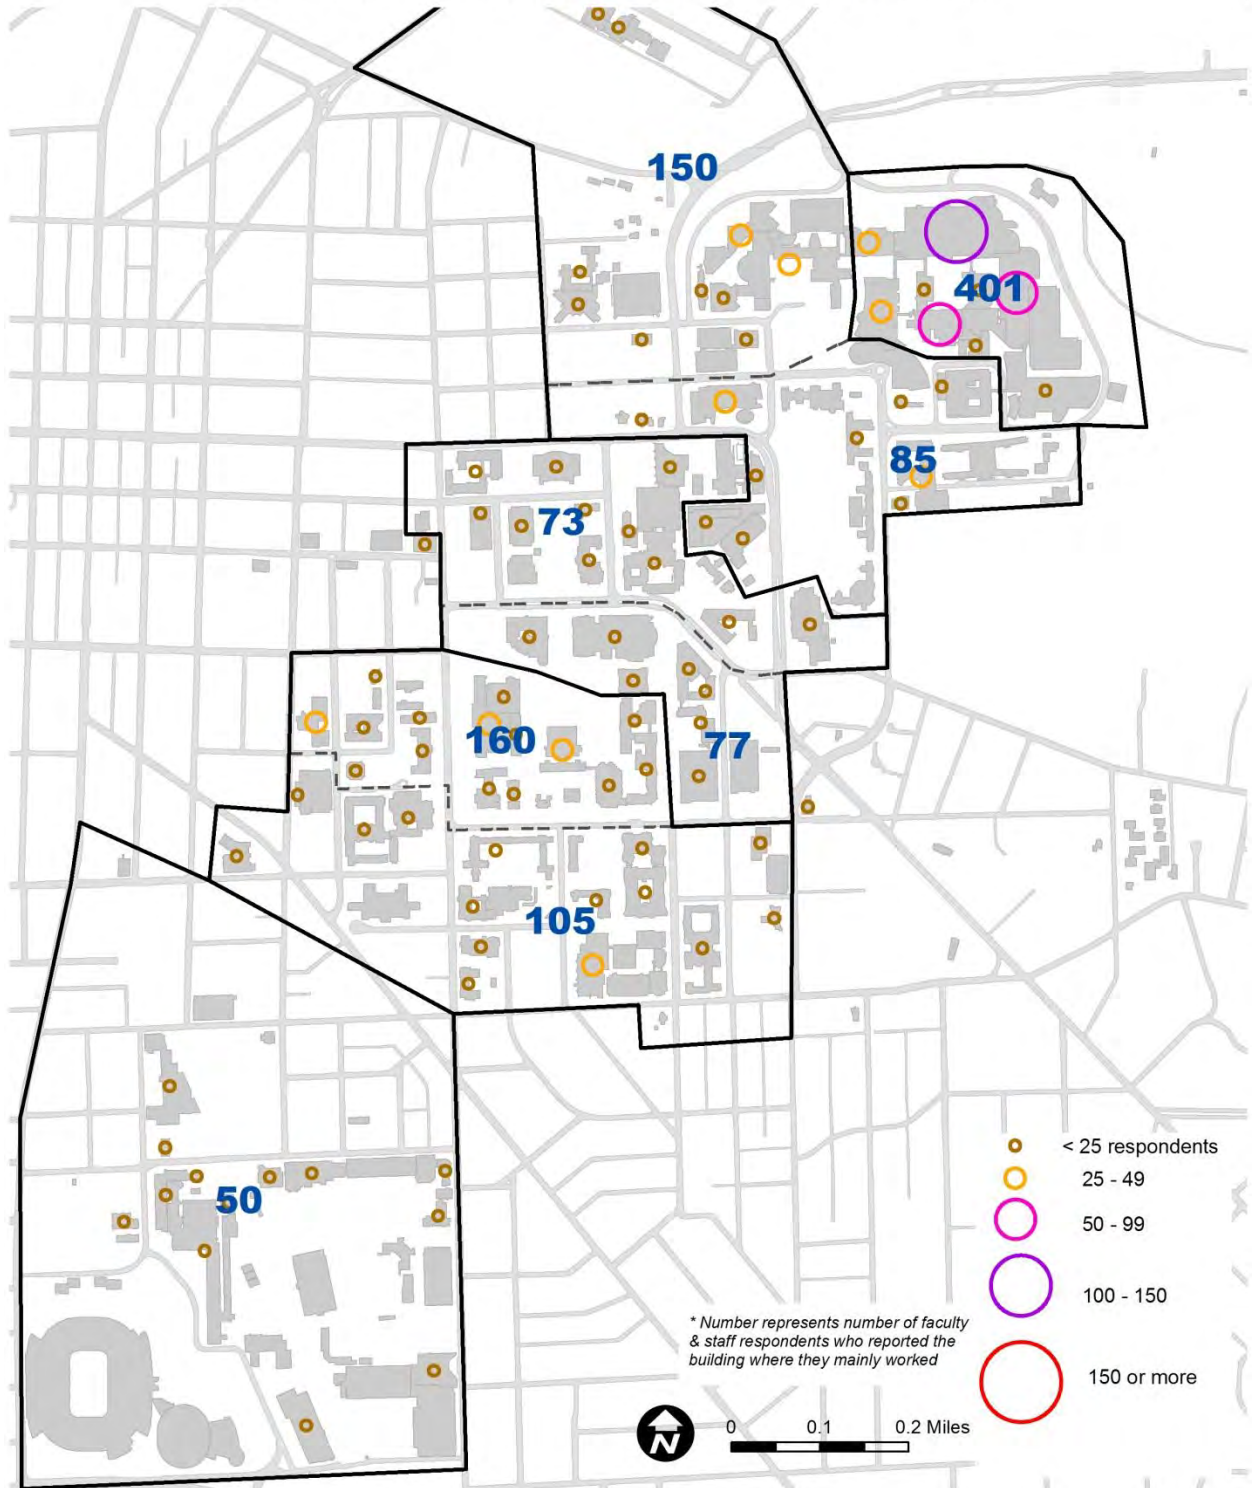 150
401
85
73
160
77
105
50
< 25 respondents
25 - 49
50 - 99
100 - 150
150 or more
* Number represents number of faculty
& staff respondents who reported the
building where they mainly worked
N
0 0.1 0.2 Miles